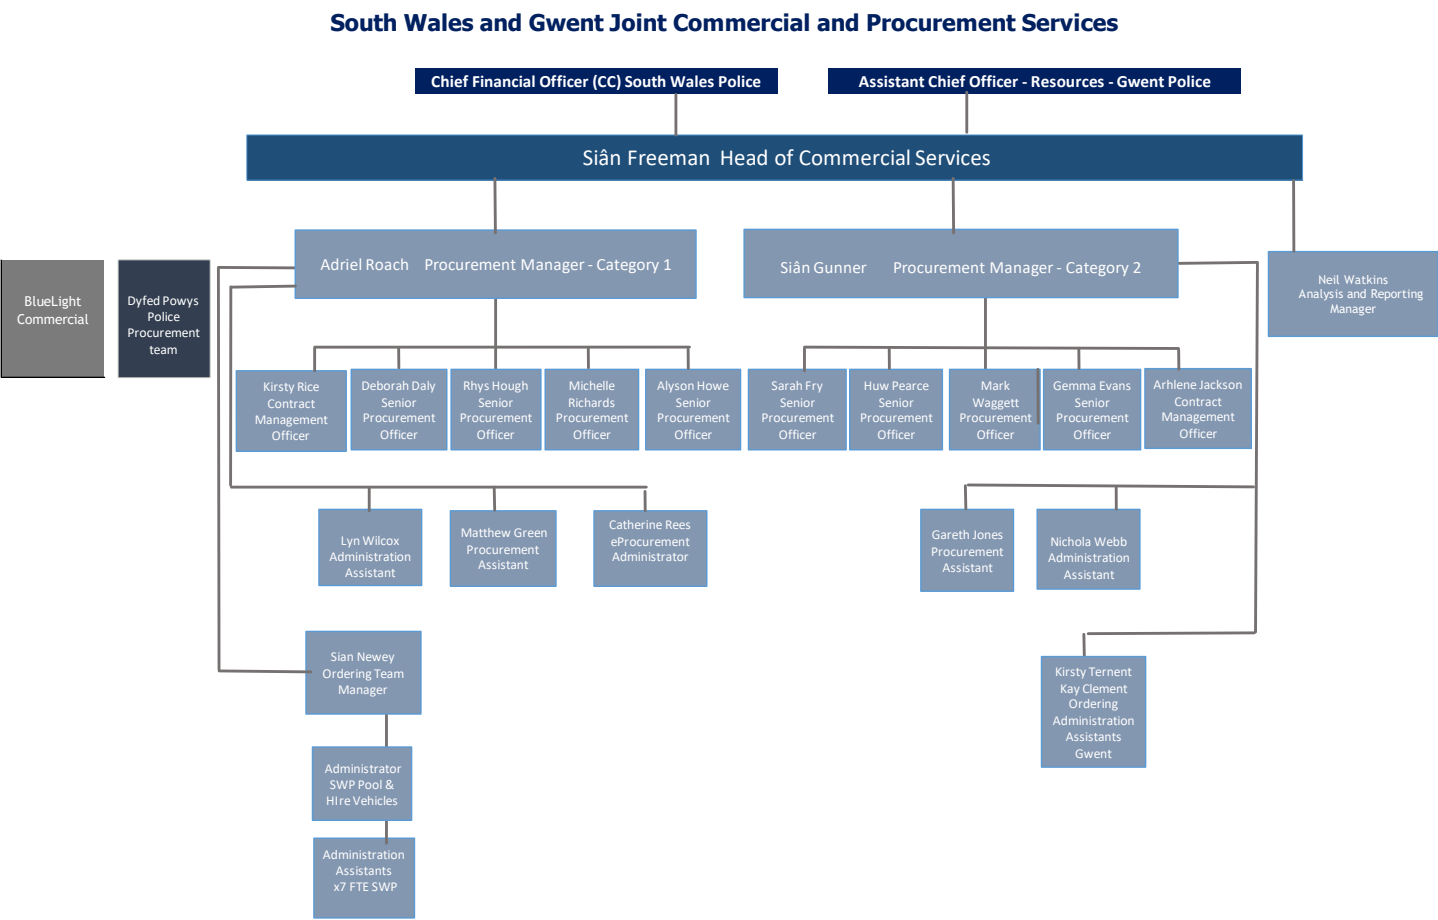 South Wales and Gwent Joint Commercial and Procurement Services
Chief Financial Officer (CC) South Wales Police
Assistant Chief Officer - Resources - Gwent Police
Siân Freeman Head of Commercial Services
Adriel Roach Procurement Manager - Category 1
Siân Gunner Procurement Manager - Category 2
Neil Watkins
Analysis and Reporting
Manager
BlueLight
Commercial
Dyfed Powys
Police
Procurement
team
Kirsty Rice
Contract
Management
Officer
Deborah Daly
Senior
Procurement
Officer
Rhys Hough
Senior
Procurement
Officer
Michelle
Richards
Procurement
Officer
Alyson Howe
Senior
Procurement
Officer
Sarah Fry
Senior
Procurement
Officer
Huw Pearce
Senior
Procurement
Officer
Mark
Waggett
Procurement
Officer
Gemma Evans
Senior
Procurement
Officer
Arhlene Jackson
Contract
Management
Officer
Lyn Wilcox
Administration
Assistant
Matthew Green
Procurement
Assistant
Catherine Rees
eProcurement
Administrator
Gareth Jones
Procurement
Assistant
Nichola Webb
Administration
Assistant
Sian Newey
Ordering Team
Manager
Kirsty Ternent
Kay Clement
Ordering
Administration
Assistants
Gwent
Administrator
SWP Pool &
HIre Vehicles
Administration
Assistants
x7 FTE SWP